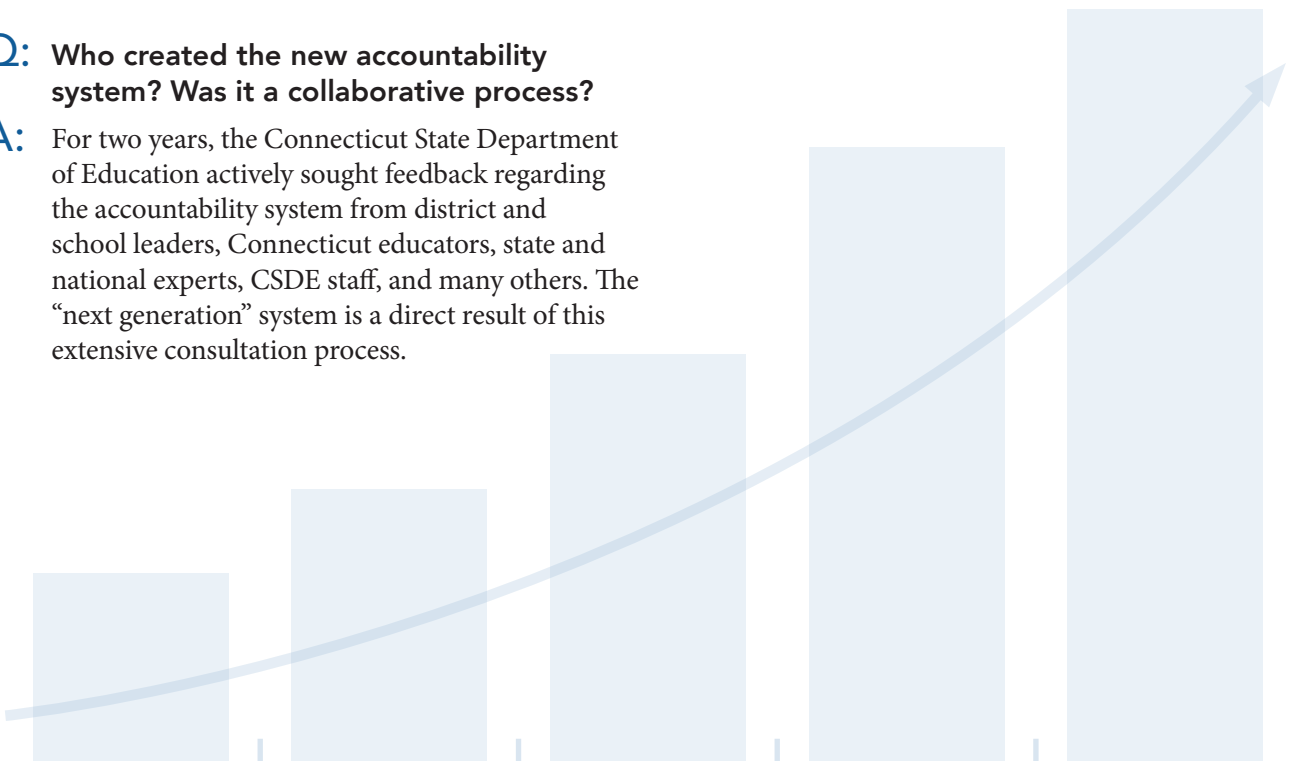 Q: Who created the new accountability
system? Was it a collaborative process?
A: For two years, the Connecticut State Department
of Education actively sought feedback regarding
the accountability system from district and
school leaders, Connecticut educators, state and
national experts, CSDE staff, and many others. The
“next generation” system is a direct result of this
extensive consultation process.